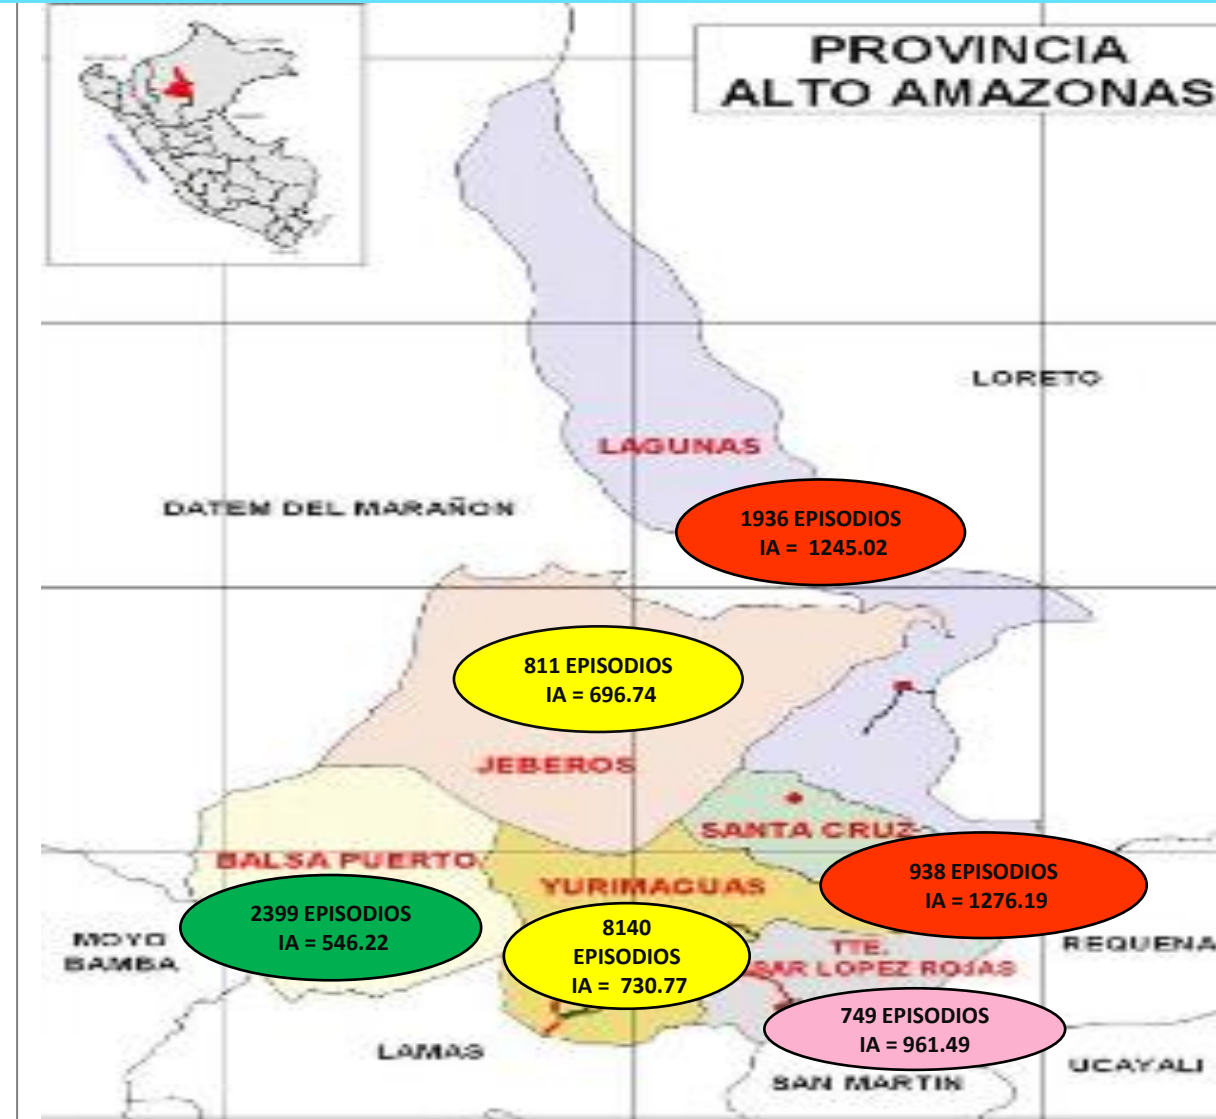 PROVINCIA
ALTO AMAZONAS
LORETO
LAGUNAS
DATEM DEL MARAÑON
1936 EPISODIOS
IA = 1245.02
811 EPISODIOS
IA = 696.74
JEBEROS
SANTA CRUZ
BALSA PUERTO
YURIMAGUAS
938 EPISODIOS
IA = 1276.19
2399 EPISODIOS
IA = 546.22
8140
EPISODIOS
IA = 730.77
MOYO
BAMBA
TTE.
SAR LOPEZ ROJAS
REQUENA
749 EPISODIOS
IA = 961.49
LAMAS
SAN MARTIN
UCAYALI